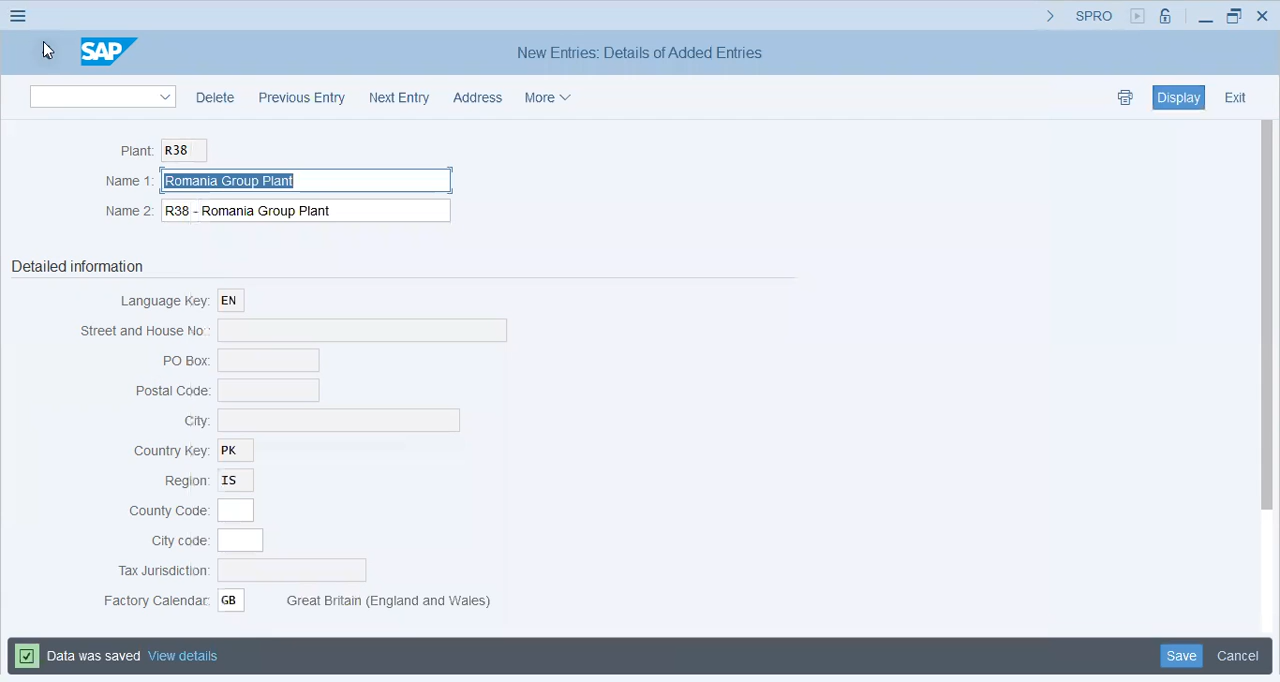 SPRO
SAP
New Entries: Details of Added Entries
Delete
Previous Entry
Next Entry
Address
More
Display
Exit
Plant: R38
Name 1: Romania Group Plant
Name 2: R38 - Romania Group Plant
Detailed information
Language Key: EN
Street and House No.:
PO Box:
Postal Code:
City:
Country Key: PK
Region: IS
County Code:
City code:
Tax Jurisdiction:
Factory Calendar: GB Great Britain (England and Wales)
Data was saved View details
Save
Cancel